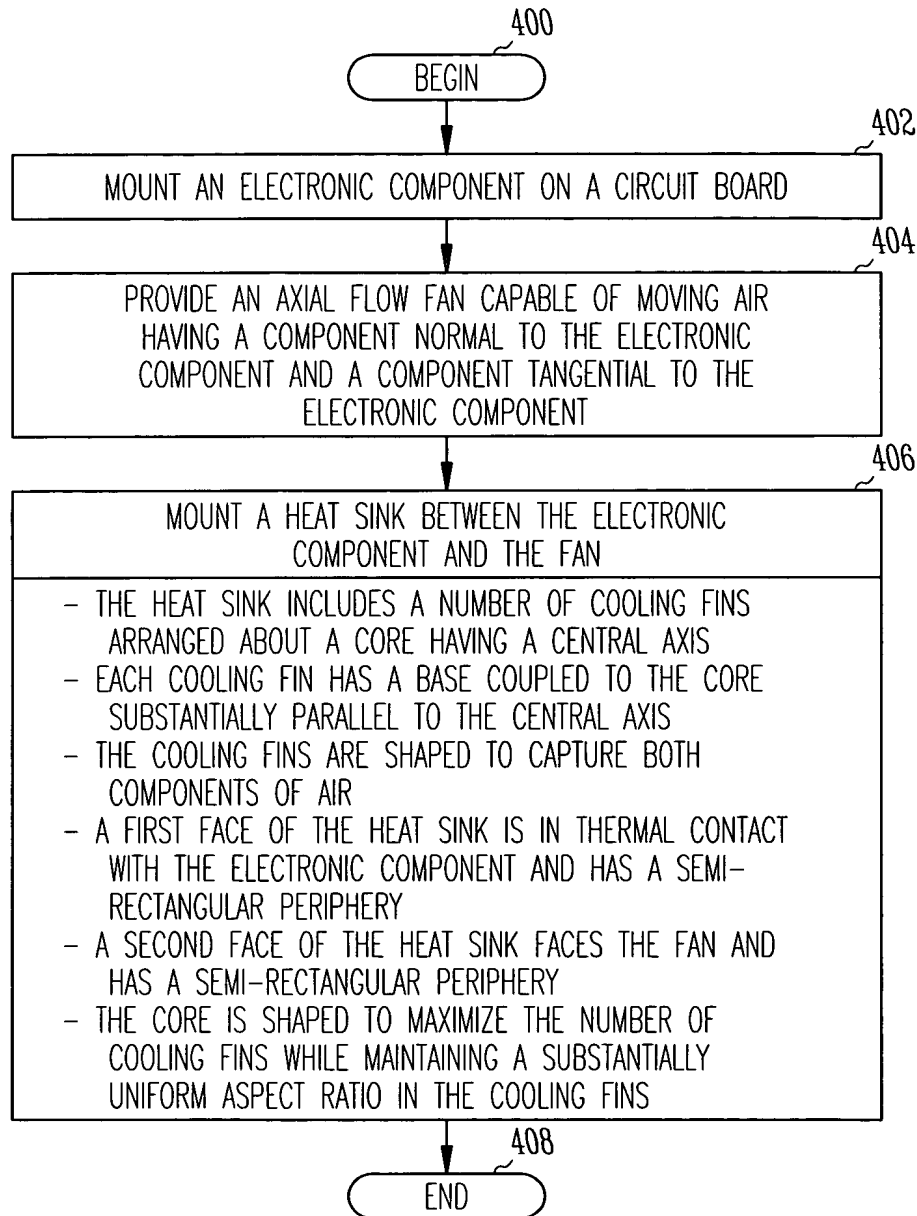 400
BEGIN
402
MOUNT AN ELECTRONIC COMPONENT ON A CIRCUIT BOARD
404
PROVIDE AN AXIAL FLOW FAN CAPABLE OF MOVING AIR
HAVING A COMPONENT NORMAL TO THE ELECTRONIC
COMPONENT AND A COMPONENT TANGENTIAL TO THE
ELECTRONIC COMPONENT
406
MOUNT A HEAT SINK BETWEEN THE ELECTRONIC
COMPONENT AND THE FAN
- THE HEAT SINK INCLUDES A NUMBER OF COOLING FINS
ARRANGED ABOUT A CORE HAVING A CENTRAL AXIS
- EACH COOLING FIN HAS A BASE COUPLED TO THE CORE
SUBSTANTIALLY PARALLEL TO THE CENTRAL AXIS
- THE COOLING FINS ARE SHAPED TO CAPTURE BOTH
COMPONENTS OF AIR
- A FIRST FACE OF THE HEAT SINK IS IN THERMAL CONTACT
WITH THE ELECTRONIC COMPONENT AND HAS A SEMI-
RECTANGULAR PERIPHERY
- A SECOND FACE OF THE HEAT SINK FACES THE FAN AND
HAS A SEMI-RECTANGULAR PERIPHERY
- THE CORE IS SHAPED TO MAXIMIZE THE NUMBER OF
COOLING FINS WHILE MAINTAINING A SUBSTANTIALLY
UNIFORM ASPECT RATIO IN THE COOLING FINS
408
END